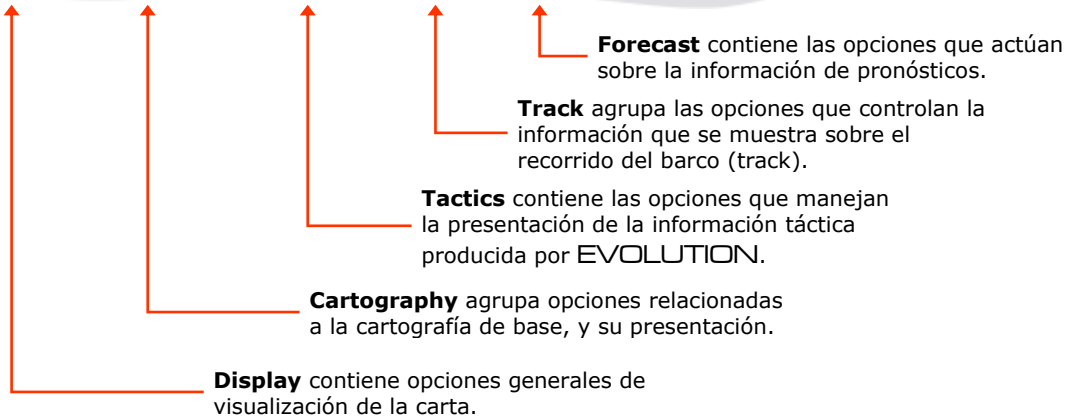 Forecast contiene las opciones que actúan
sobre la información de pronósticos.
Track agrupa las opciones que controlan la
información que se muestra sobre el
recorrido del barco (track).
Tactics contiene las opciones que manejan
la presentación de la información táctica
producida por EVOLUTION.
Cartography agrupa opciones relacionadas
a la cartografía de base, y su presentación.
Display contiene opciones generales de
visualización de la carta.